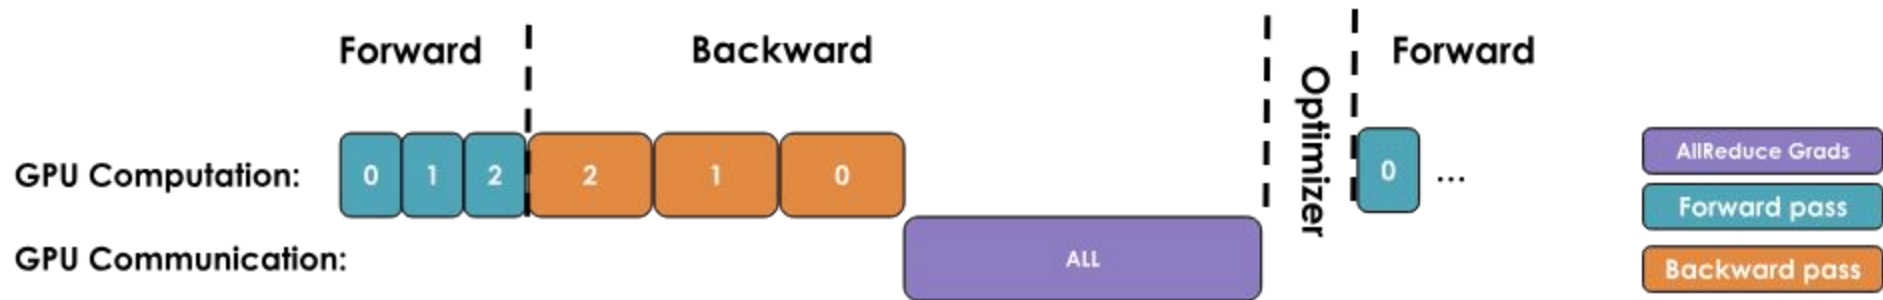 Forward
Backward
Optimizer
Forward
GPU Computation:
0
1
2
2
1
0
0
...
GPU Communication:
ALL
AllReduce Grads
Forward pass
Backward pass